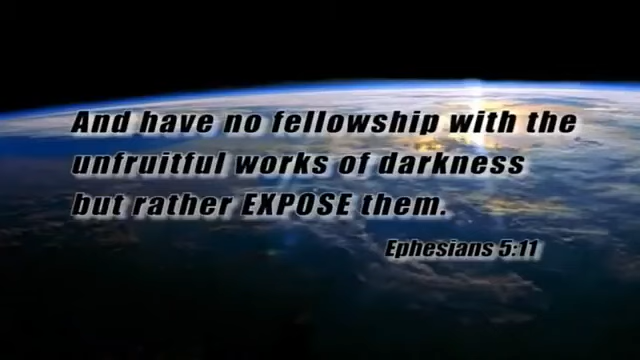 And have no fellowship with the
unfruitful works of darkness
but rather EXPOSE them.
Ephesians 5:11